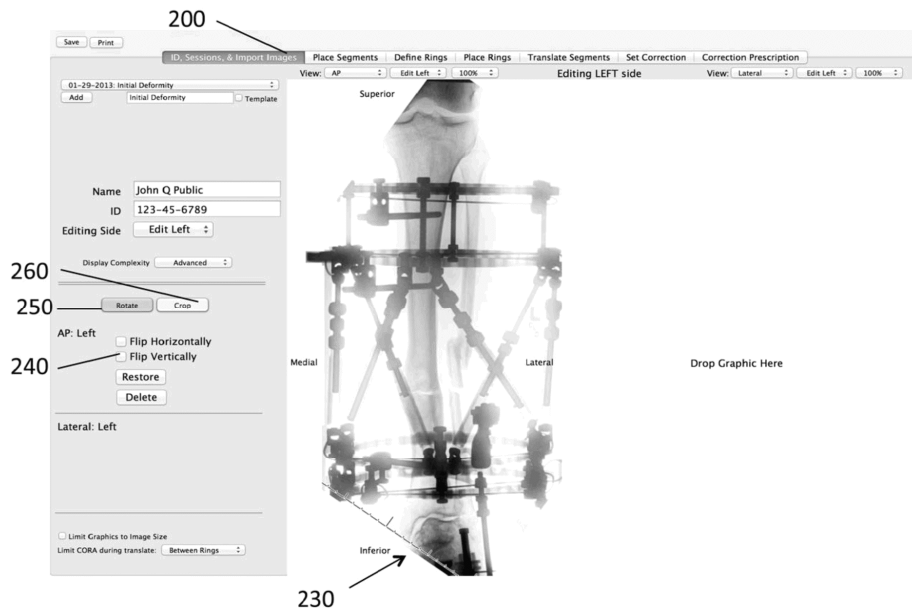 200
Save Print
ID, Sessions, & Import Images Place Segments Define Rings Place Rings Translate Segments Set Correction Correction Prescription
View: AP Edit Left 100% Editing LEFT side View: Lateral Edit Left 100%
01-29-2013: Initial Deformity
Add Initial Deformity Template
Superior
Name John Q Public
ID 123-45-6789
Editing Side Edit Left
Display Complexity Advanced
260
250 Rotate Crop
AP: Left
Flip Horizontally
240 Flip Vertically
Medial Lateral Drop Graphic Here
Restore
Delete
Lateral: Left
Limit Graphics to Image Size
Limit CORA during translate: Between Rings
Inferior
230